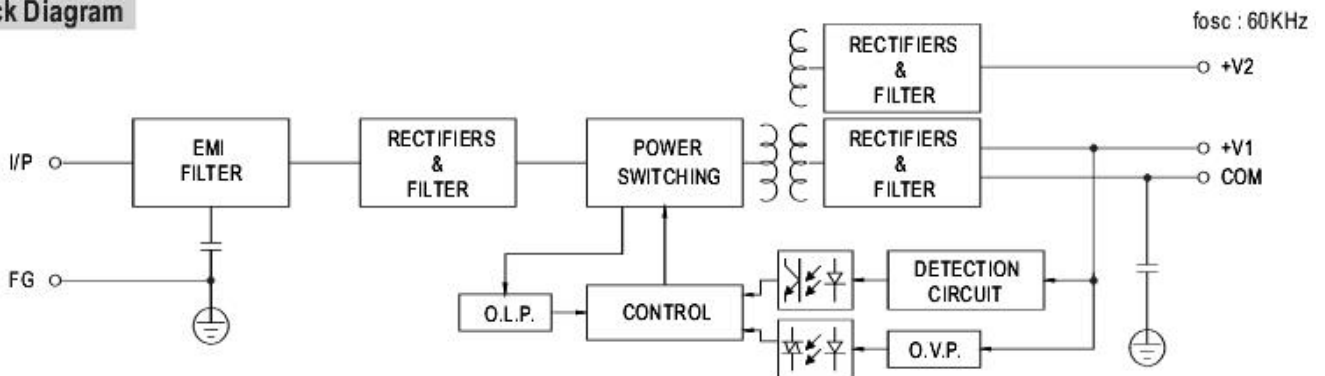 ck Diagram
fosc : 60KHz
RECTIFIERS
&
FILTER
+V2
I/P
EMI
FILTER
RECTIFIERS
&
FILTER
POWER
SWITCHING
RECTIFIERS
&
FILTER
+V1
COM
FG
O.L.P.
CONTROL
DETECTION
CIRCUIT
O.V.P.